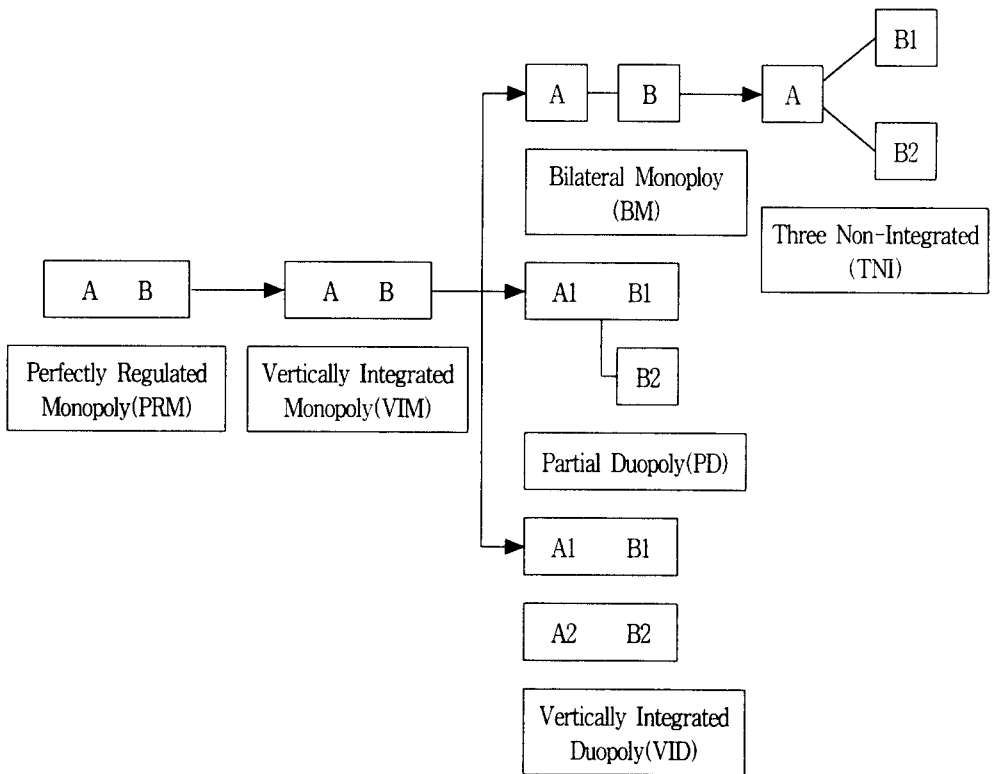 B1
A B A
B2
Bilateral Monoploy
(BM)
Three Non-Integrated
(TNI)
A B
A B
A1 B1
B2
Perfectly Regulated
Monopoly(PRM)
Vertically Integrated
Monopoly(VIM)
Partial Duopoly(PD)
A1 B1
A2 B2
Vertically Integrated
Duopoly(VID)